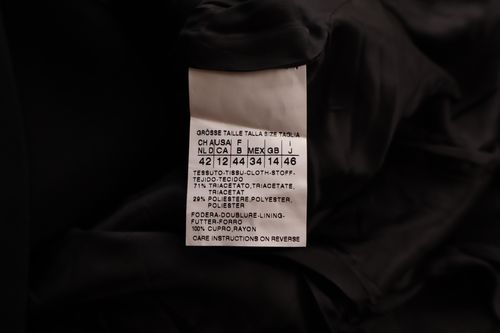 GRÖSSE TAILLE TALLA SIZE TAGLIA
CH A USA F I
NL D CA B MEX GB J
42 12 44 34 14 46
TESSUTO-TISSU-CLOTH-STOFF-
TEJIDO-TECIDO
71% TRIACETATO,TRIACETATE,
TRIACETAT
29% POLIESTERE,POLYESTER,
POLIESTER
FODERA-DOUBLURE-LINING-
FUTTER-FORRO
100% CUPRO,RAYON
CARE INSTRUCTIONS ON REVERSE